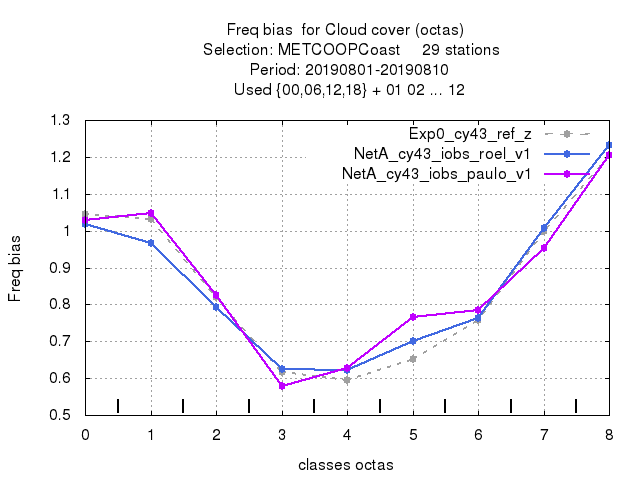 Freq bias  for Cloud cover (octas)
Selection: METCOOPCoast     29 stations
Period: 20190801-20190810
Used {00,06,12,18} + 01 02 ... 12
Exp0_cy43_ref_z
NetA_cy43_iobs_roel_v1
NetA_cy43_iobs_paulo_v1
1.3
1.2
1.1
1
0.9
0.8
0.7
0.6
0.5
Freq bias
0 1 2 3 4 5 6 7 8
classes octas